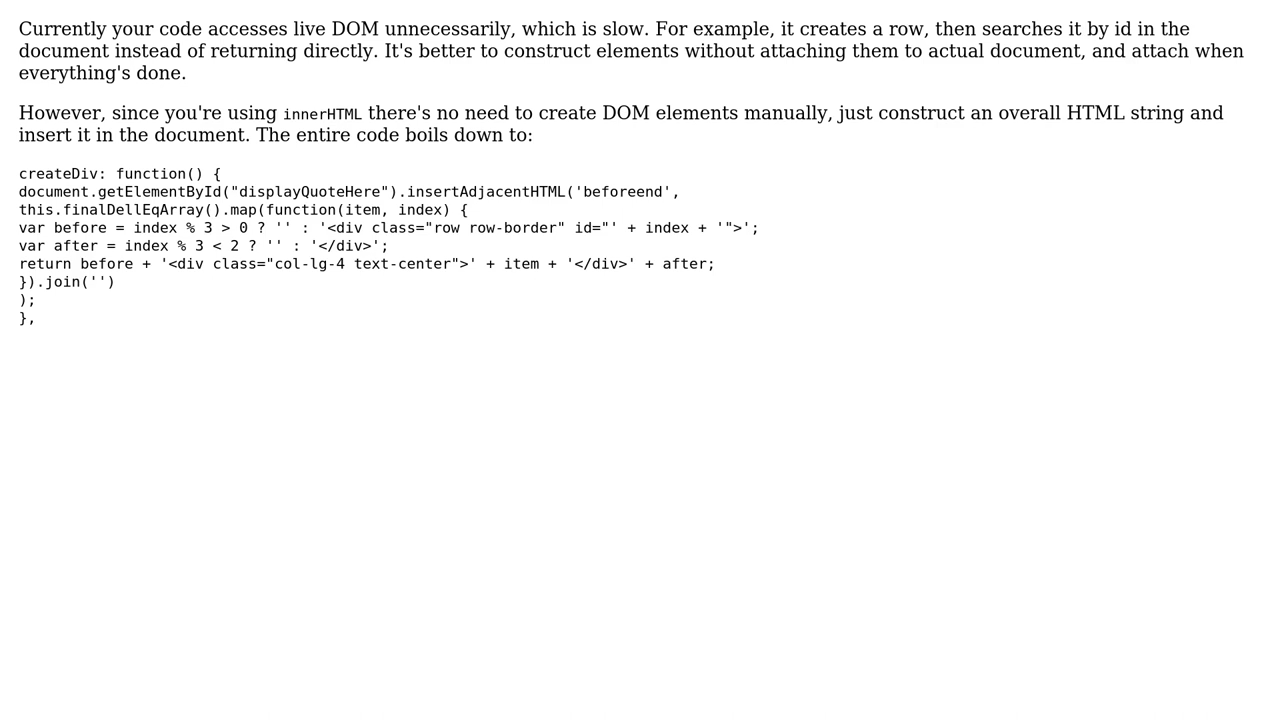 Currently your code accesses live DOM unnecessarily, which is slow. For example, it creates a row, then searches it by id in the
document instead of returning directly. It's better to construct elements without attaching them to actual document, and attach when
everything's done.
However, since you're using innerHTML there's no need to create DOM elements manually, just construct an overall HTML string and
insert it in the document. The entire code boils down to:
createDiv: function() {
document.getElementById("displayQuoteHere").insertAdjacentHTML('beforeend',
this.finalDellEqArray().map(function(item, index) {
var before = index % 3 > 0 ? '' : '<div class="row row-border" id="' + index + '">';
var after = index % 3 < 2 ? '' : '</div>';
return before + '<div class="col-lg-4 text-center">' + item + '</div>' + after;
}).join('')
);
},